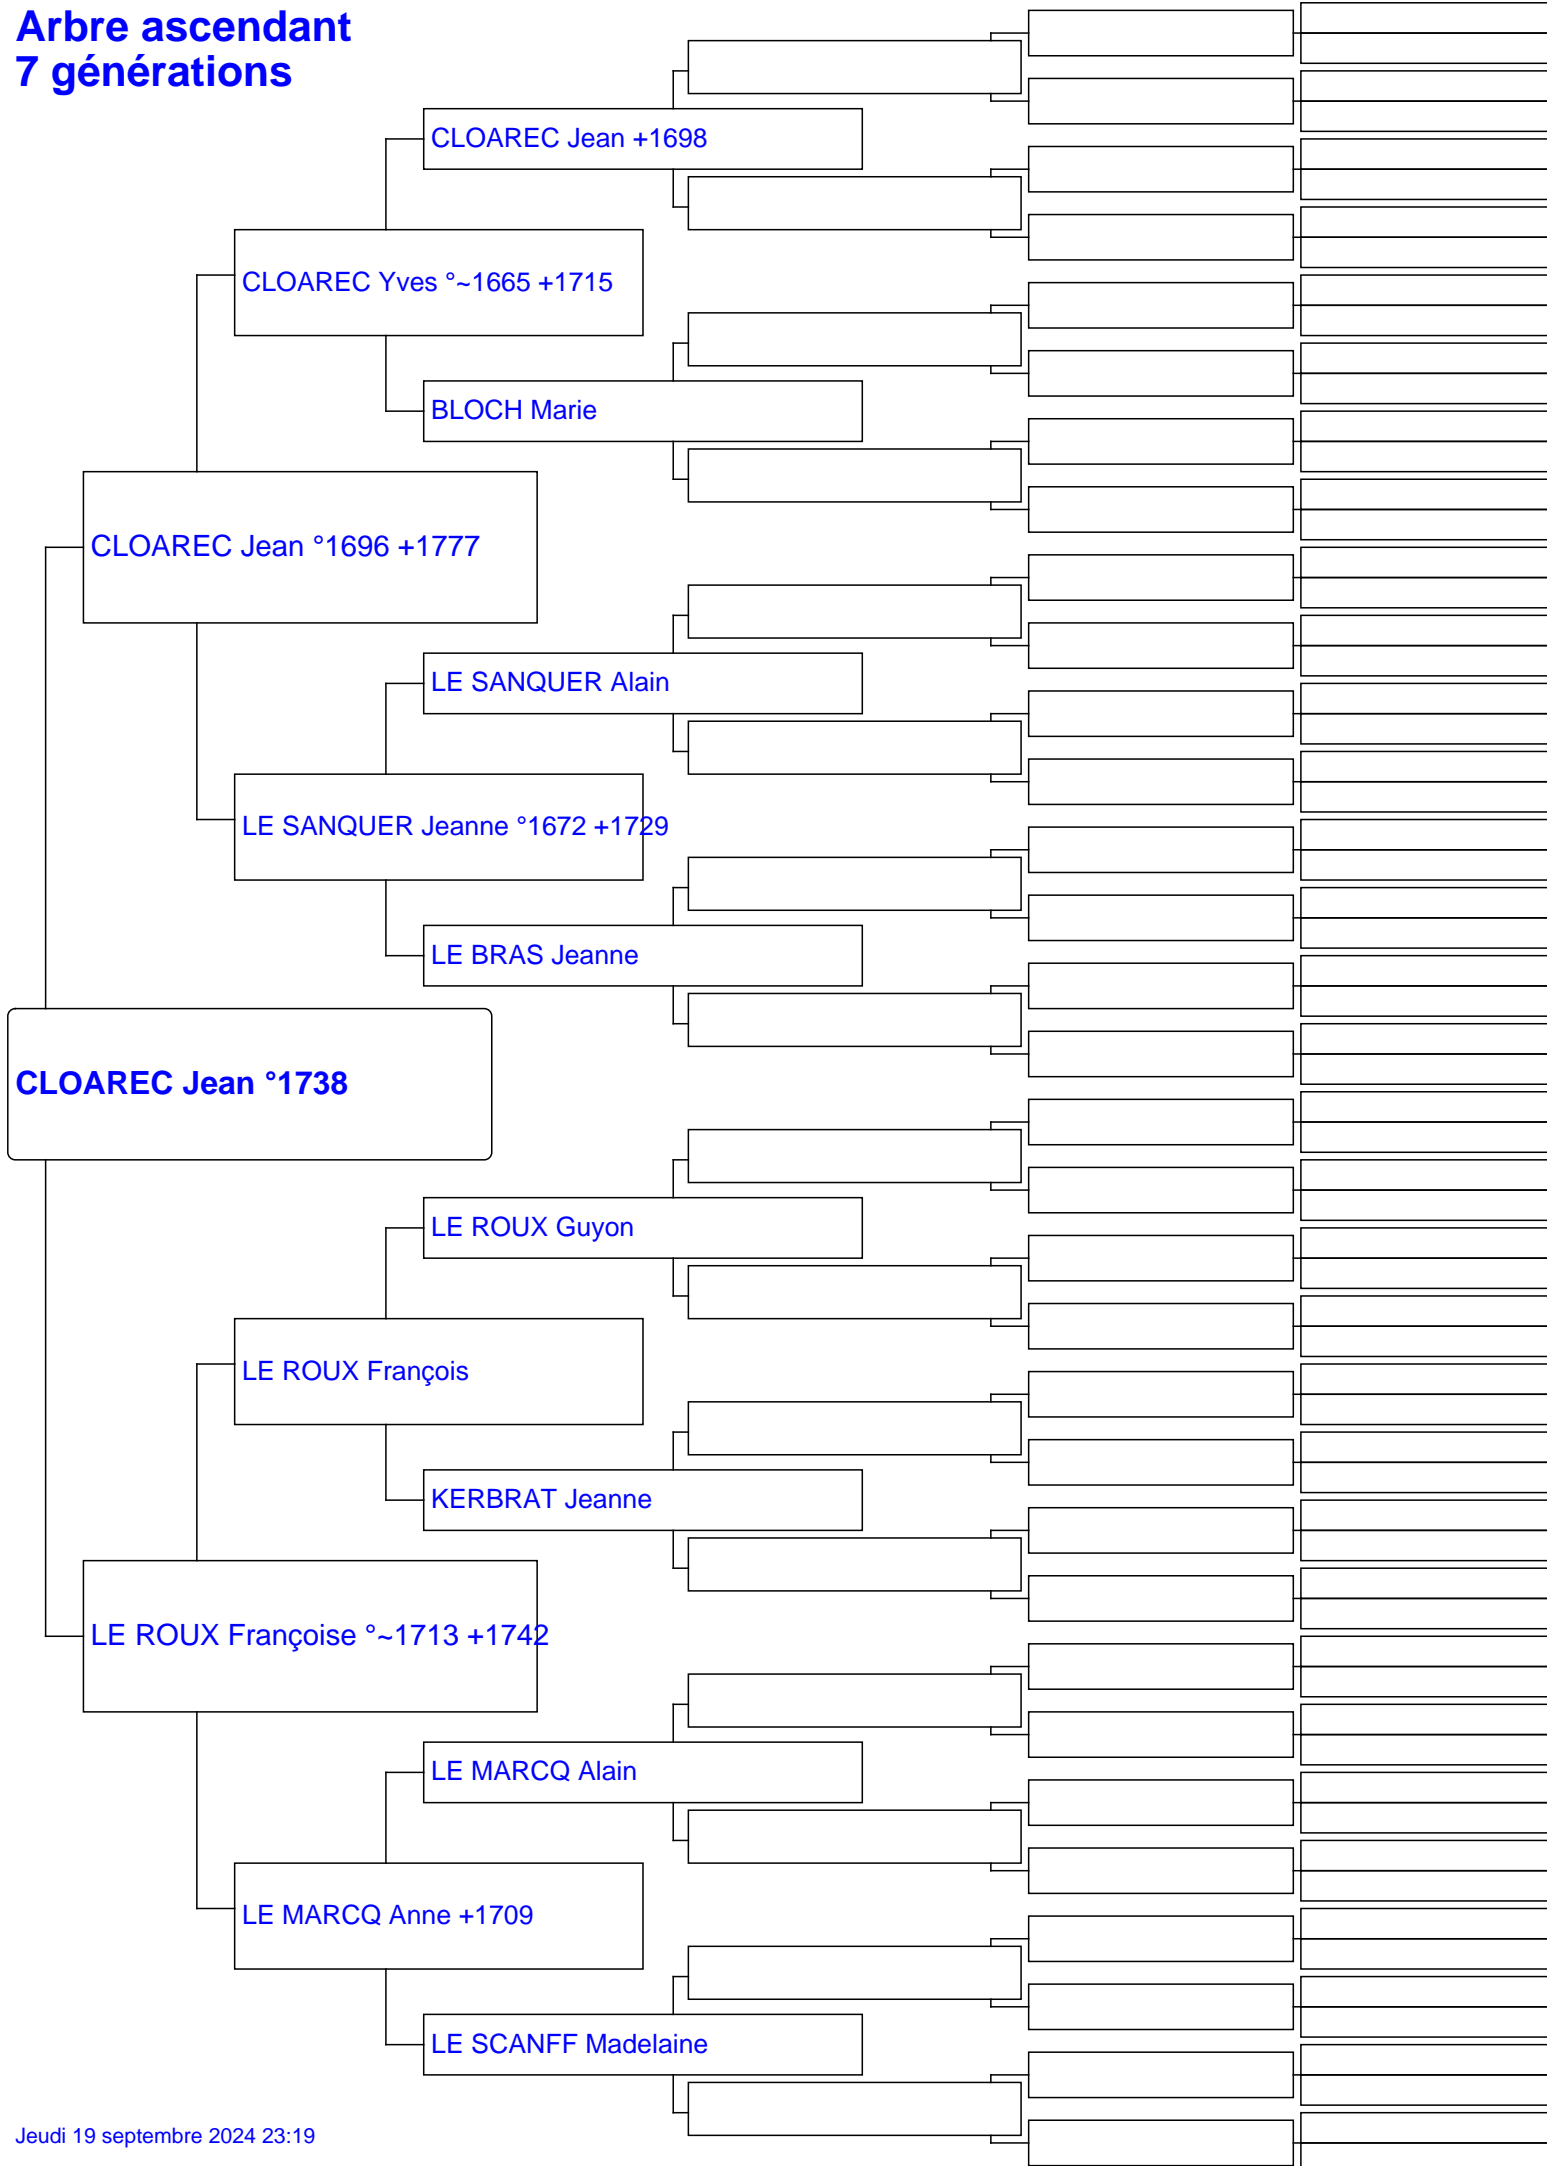 Arbre ascendant
7 générations
CLOAREC Jean +1698
CLOAREC Yves °~1665 +1715
BLOCH Marie
CLOAREC Jean °1696 +1777
LE SANQUER Alain
LE SANQUER Jeanne °1672 +1729
LE BRAS Jeanne
CLOAREC Jean °1738
LE ROUX Guyon
LE ROUX François
KERBRAT Jeanne
LE ROUX Françoise °~1713 +1742
LE MARCQ Alain
LE MARCQ Anne +1709
LE SCANFF Madelaine
Jeudi 19 septembre 2024 23:19